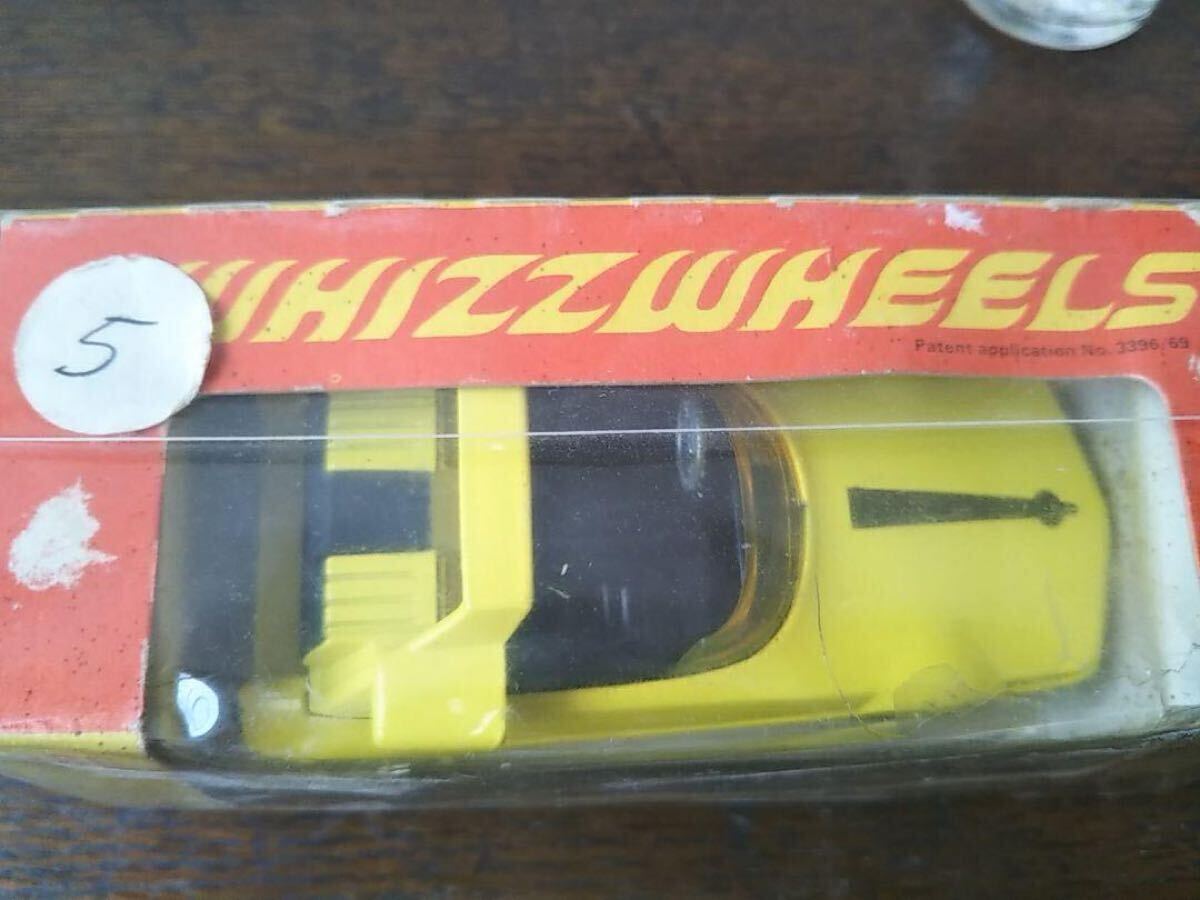 WHIZZWHEELS
Patent application No. 3396/69
5